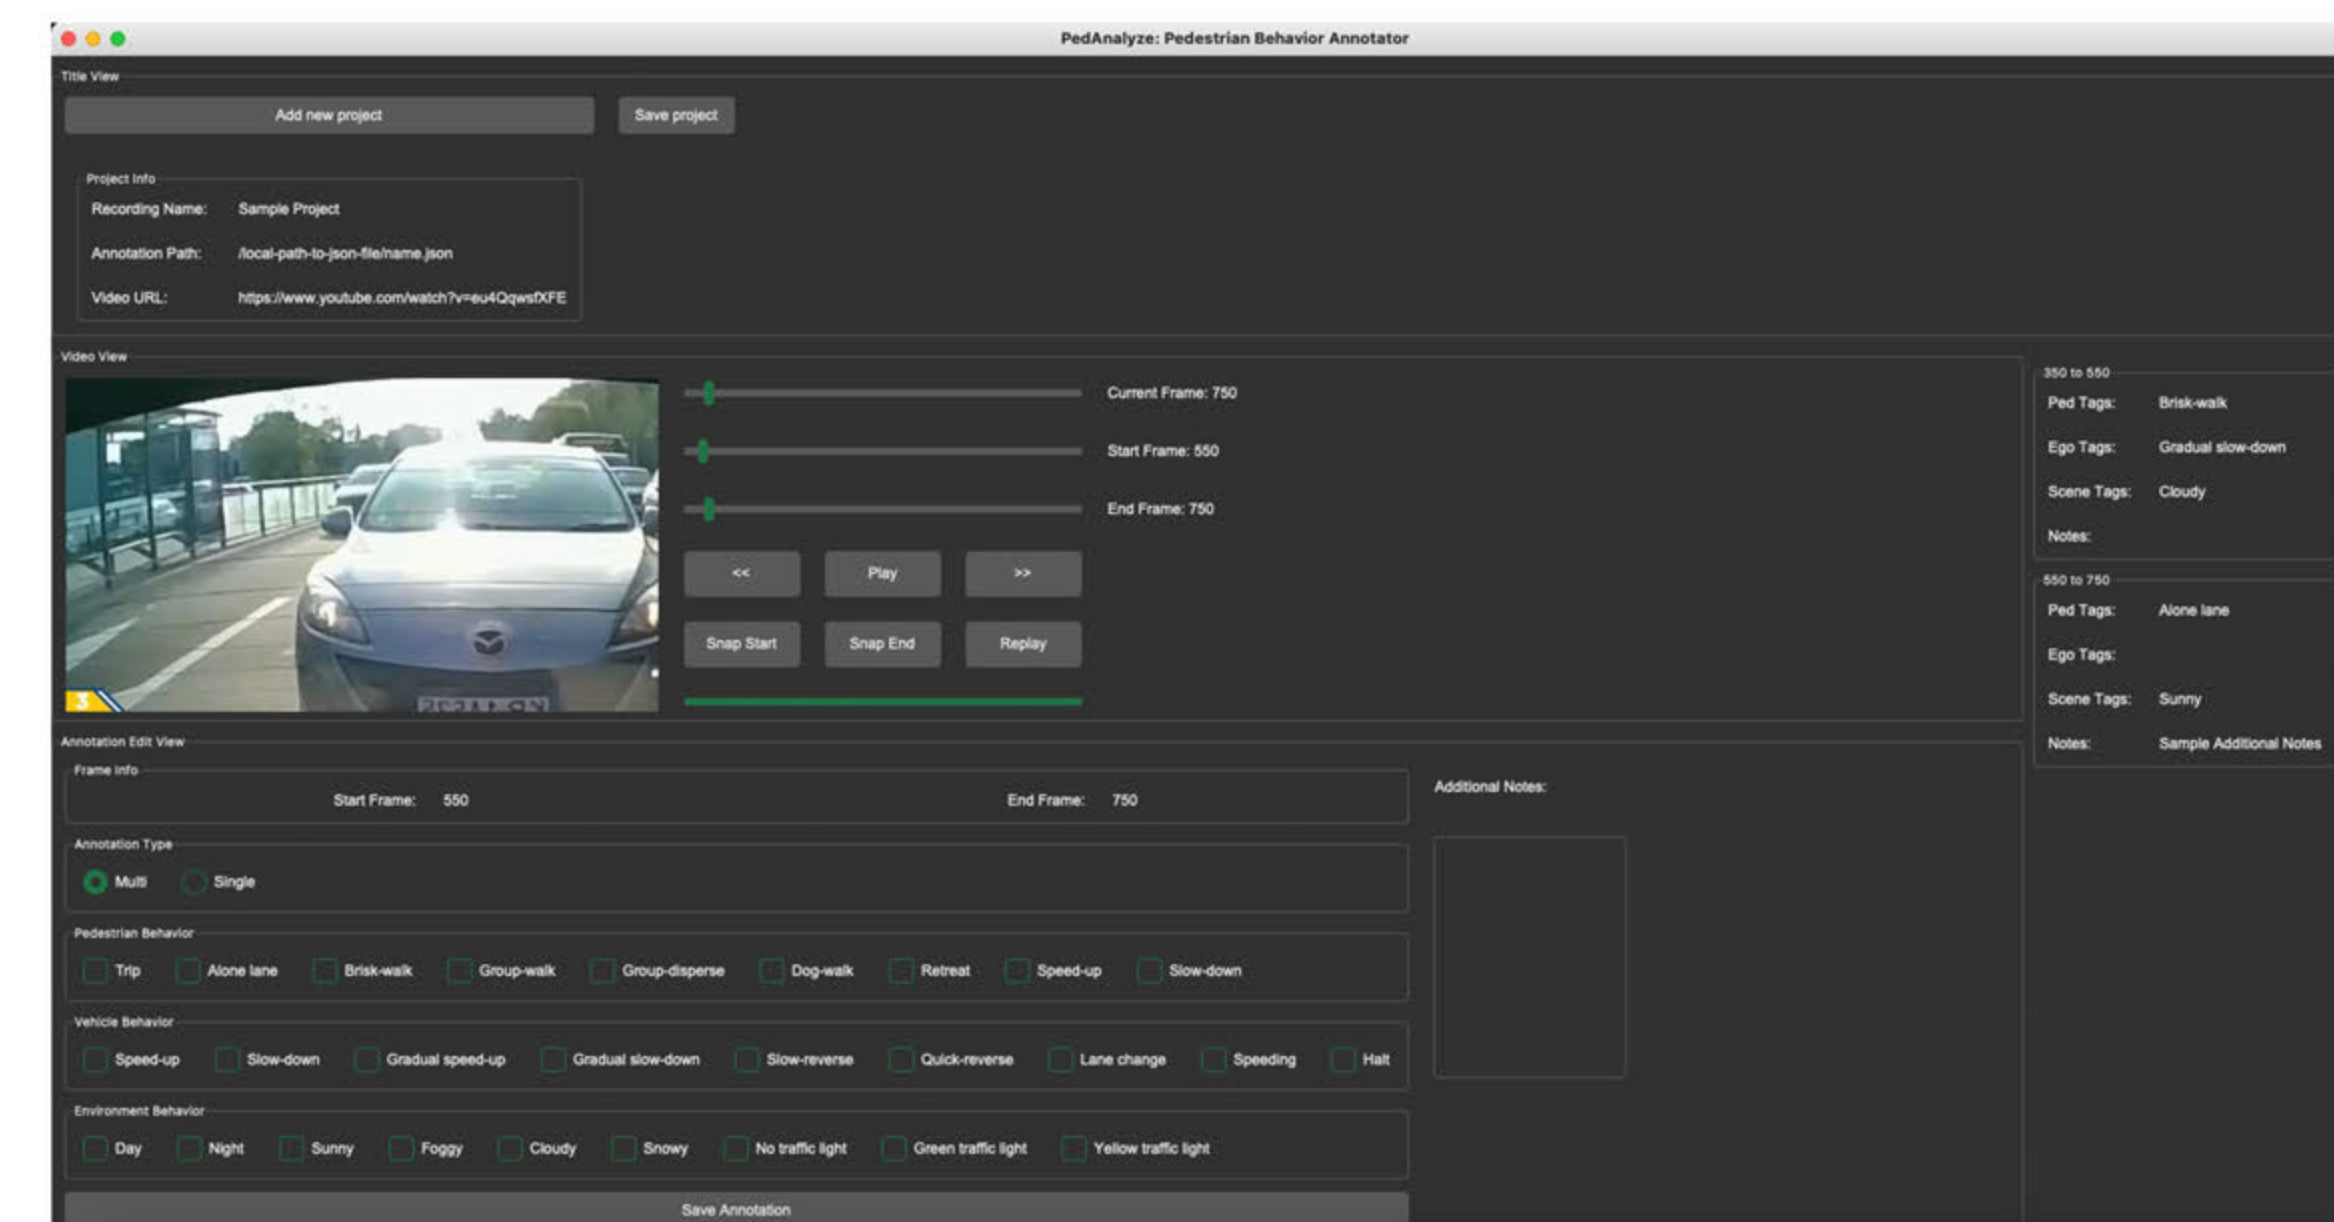 PedAnalyze: Pedestrian Behavior Annotator
Title View
Add new project
Save project
Project Info
Recording Name: Sample Project
Annotation Path: /local-path-to-json-file/name.json
Video URL: https://www.youtube.com/watch?v=eu4QqwsfXFE
Video View
3
Current Frame: 750
Start Frame: 550
End Frame: 750
<< Play >>
Snap Start Snap End Replay
350 to 550
Ped Tags: Brisk-walk
Ego Tags: Gradual slow-down
Scene Tags: Cloudy
Notes:
550 to 750
Ped Tags: Alone lane
Ego Tags:
Scene Tags: Sunny
Notes: Sample Additional Notes
Annotation Edit View
Frame Info
Start Frame: 550 End Frame: 750
Annotation Type
Multi Single
Pedestrian Behavior
Trip Alone lane Brisk-walk Group-walk Group-disperse Dog-walk Retreat Speed-up Slow-down
Vehicle Behavior
Speed-up Slow-down Gradual speed-up Gradual slow-down Slow-reverse Quick-reverse Lane change Speeding Halt
Environment Behavior
Day Night Sunny Foggy Cloudy Snowy No traffic light Green traffic light Yellow traffic light
Save Annotation
Additional Notes: